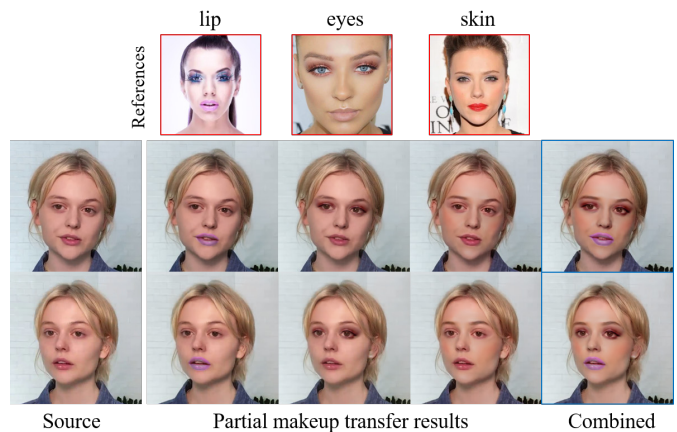 lip eyes skin
References
Source Partial makeup transfer results Combined